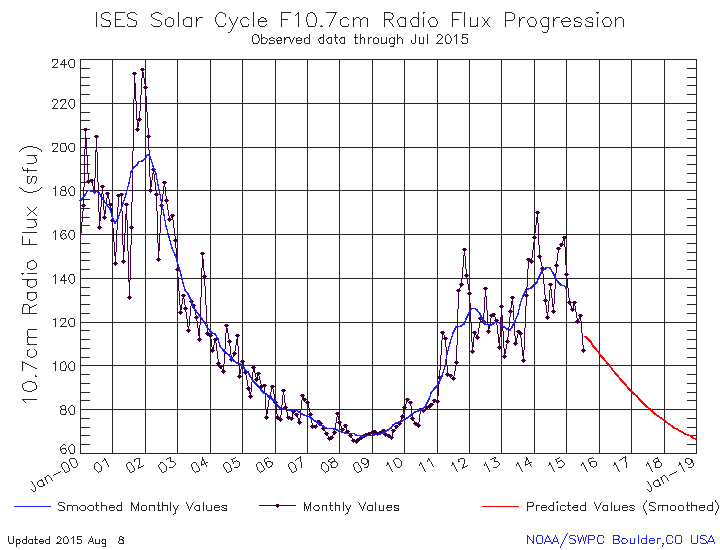 ISES Solar Cycle F10.7cm Radio Flux Progression
Observed data through Jul 2015
10.7cm Radio Flux (sfu)
240
220
200
180
160
140
120
100
80
60
Jan-00 01 02 03 04 05 06 07 08 09 10 11 12 13 14 15 16 17 18 Jan-19
Smoothed Monthly Values Monthly Values Predicted Values (Smoothed)
Updated 2015 Aug 8 NOAA/SWPC Boulder,CO USA